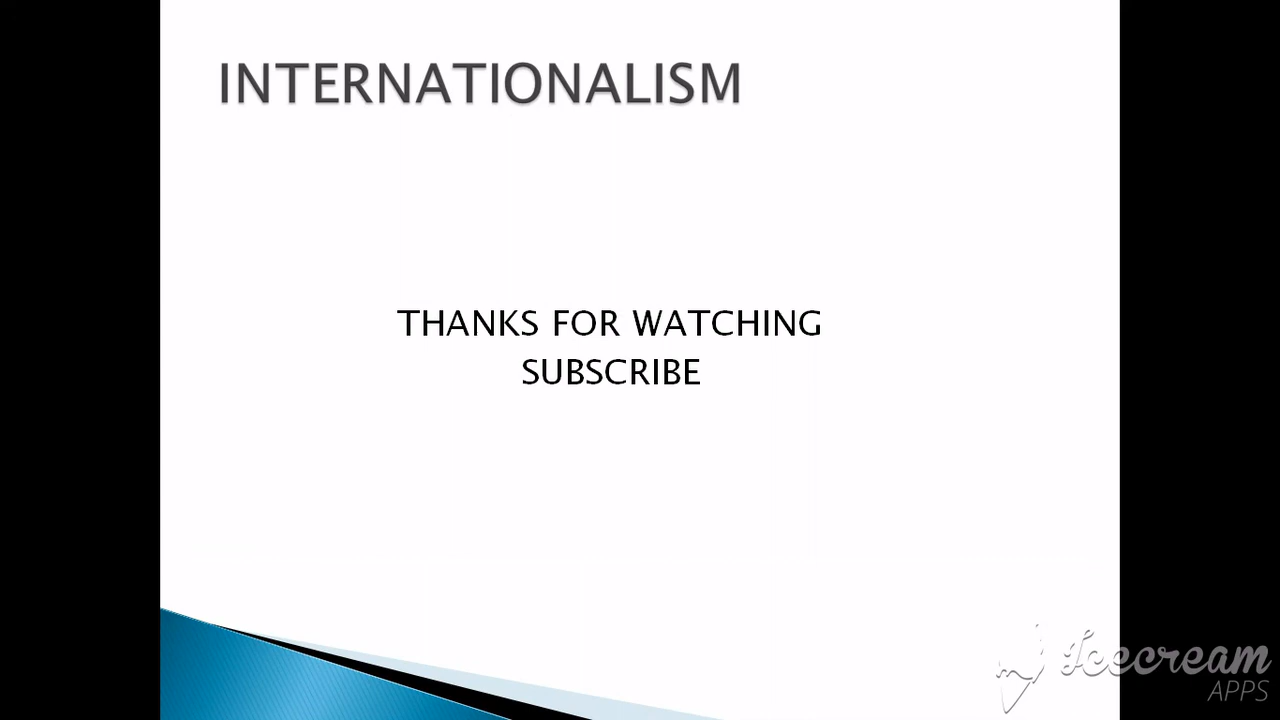 INTERNATIONALISM
THANKS FOR WATCHING
SUBSCRIBE
Icecream
APPS